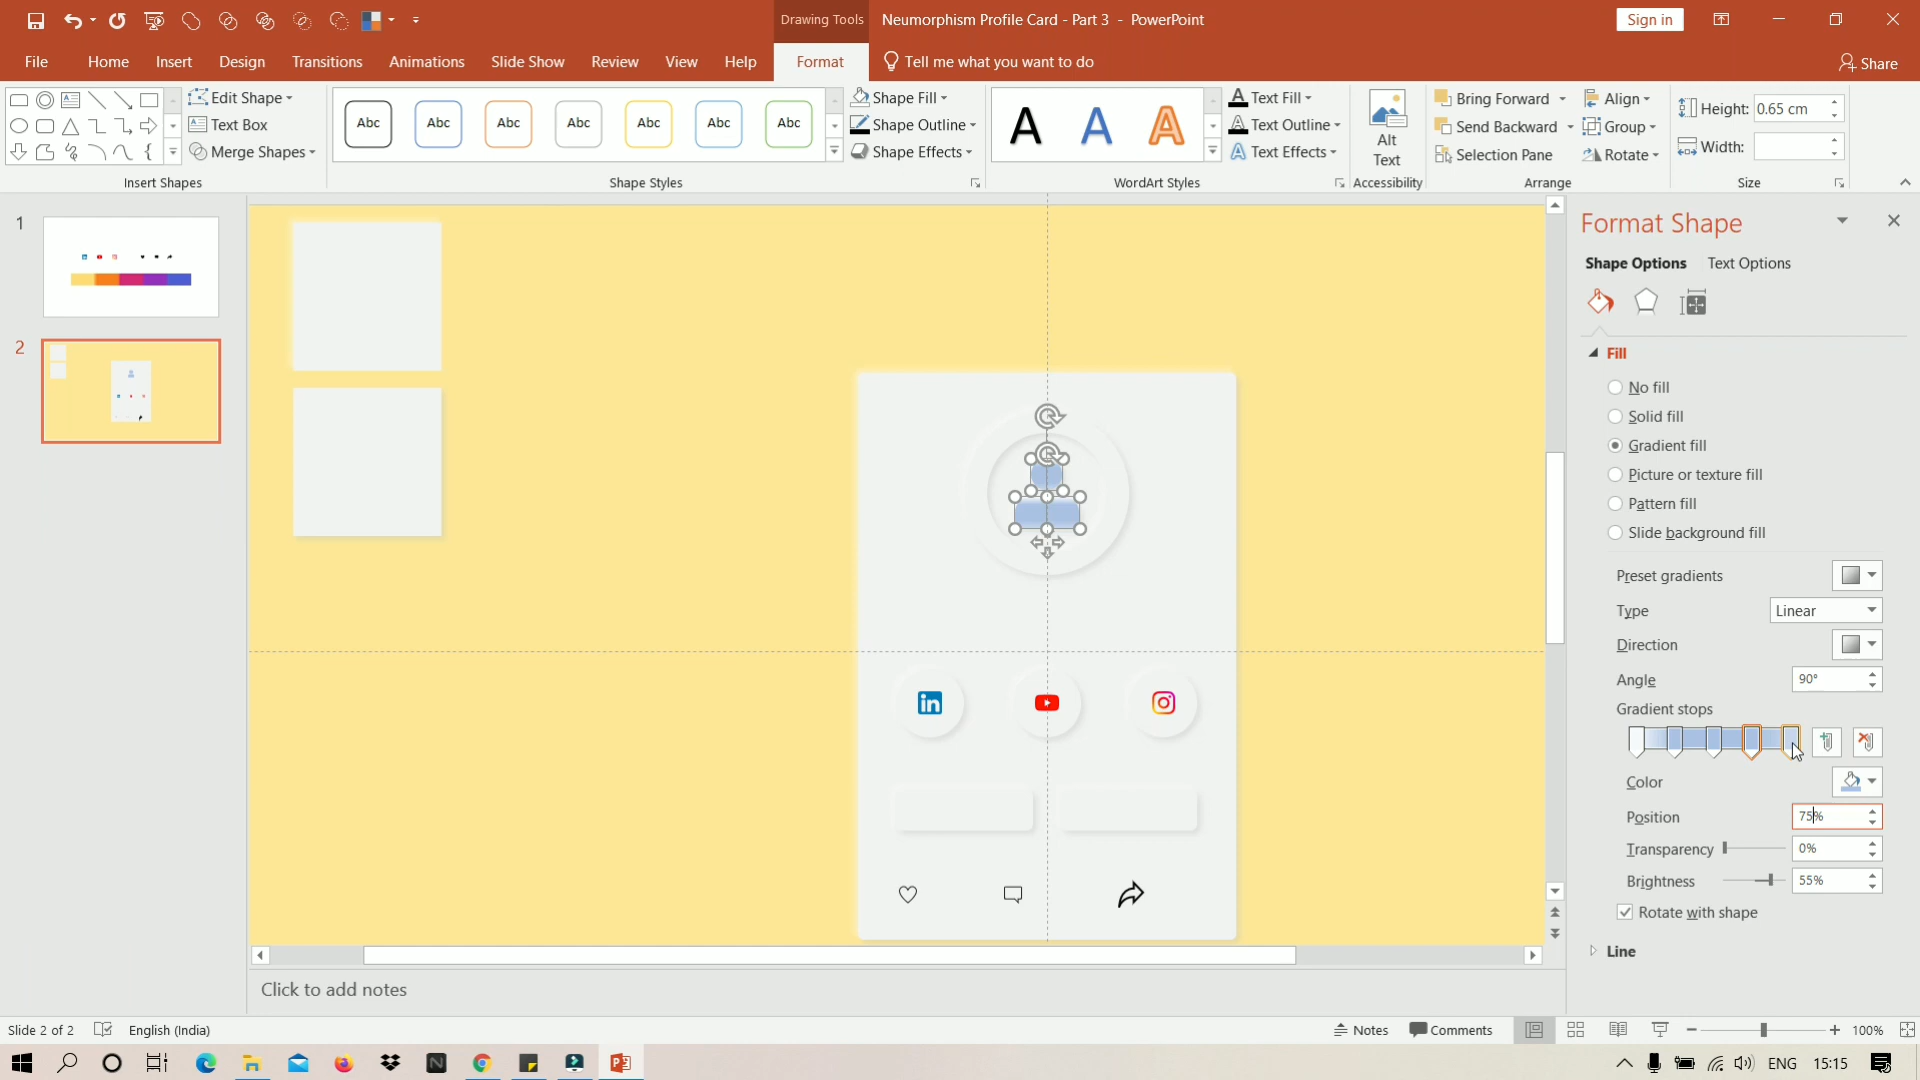 Drawing Tools
Neumorphism Profile Card - Part 3 - PowerPoint
Sign in
File
Home
Insert
Design
Transitions
Animations
Slide Show
Review
View
Help
Format
Tell me what you want to do
Share
Edit Shape
Text Box
Merge Shapes
Insert Shapes
Abc
Abc
Abc
Abc
Abc
Abc
Abc
Shape Fill
Shape Outline
Shape Effects
Shape Styles
A
A
A
Text Fill
Text Outline
Text Effects
WordArt Styles
Alt
Text
Accessibility
Bring Forward
Send Backward
Selection Pane
Align
Group
Rotate
Arrange
Height:
0.65 cm
Width:
Size
1
2
in
Format Shape
Shape Options
Text Options
Fill
No fill
Solid fill
Gradient fill
Picture or texture fill
Pattern fill
Slide background fill
Preset gradients
Type
Linear
Direction
Angle
90°
Gradient stops
Color
Position
75%
Transparency
0%
Brightness
55%
Rotate with shape
Line
Click to add notes
Slide 2 of 2
English (India)
Notes
Comments
100%
ENG
15:15